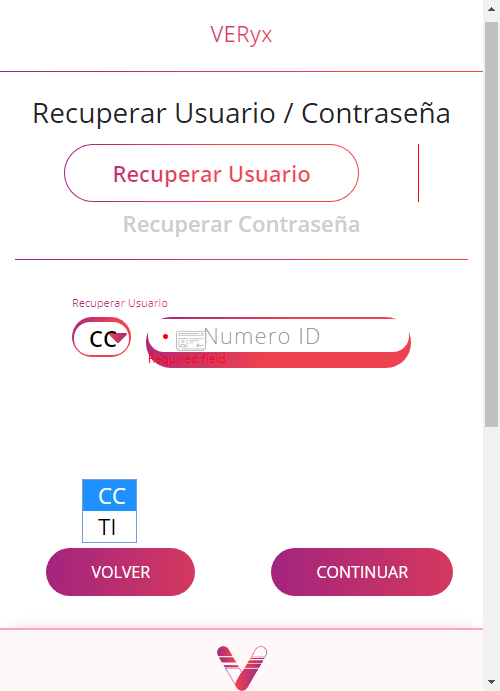 VERyx
Recuperar Usuario / Contraseña
Recuperar Usuario
Recuperar Contraseña
Recuperar Usuario
CC
Numero ID
Required field
CC
TI
VOLVER
CONTINUAR